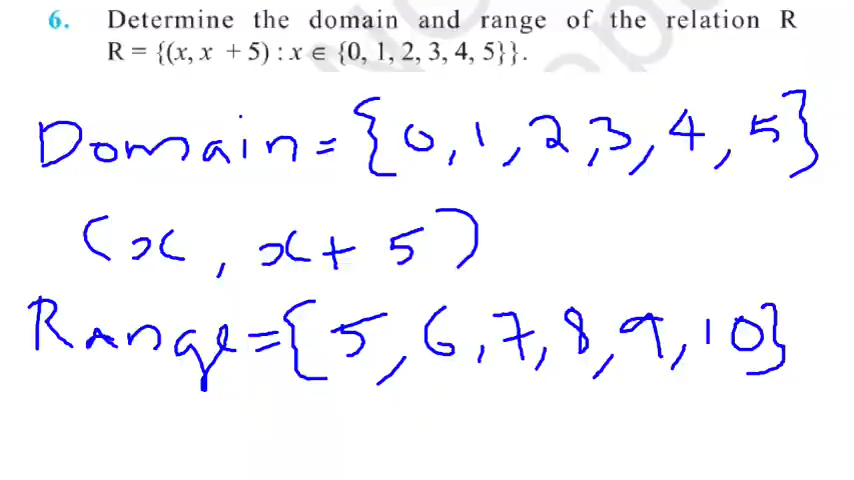 6. Determine the domain and range of the relation R
R = {(x, x + 5) : x ∈ {0, 1, 2, 3, 4, 5}}.
Domain = {0, 1, 2, 3, 4, 5}
(x, x + 5)
Range = {5, 6, 7, 8, 9, 10}